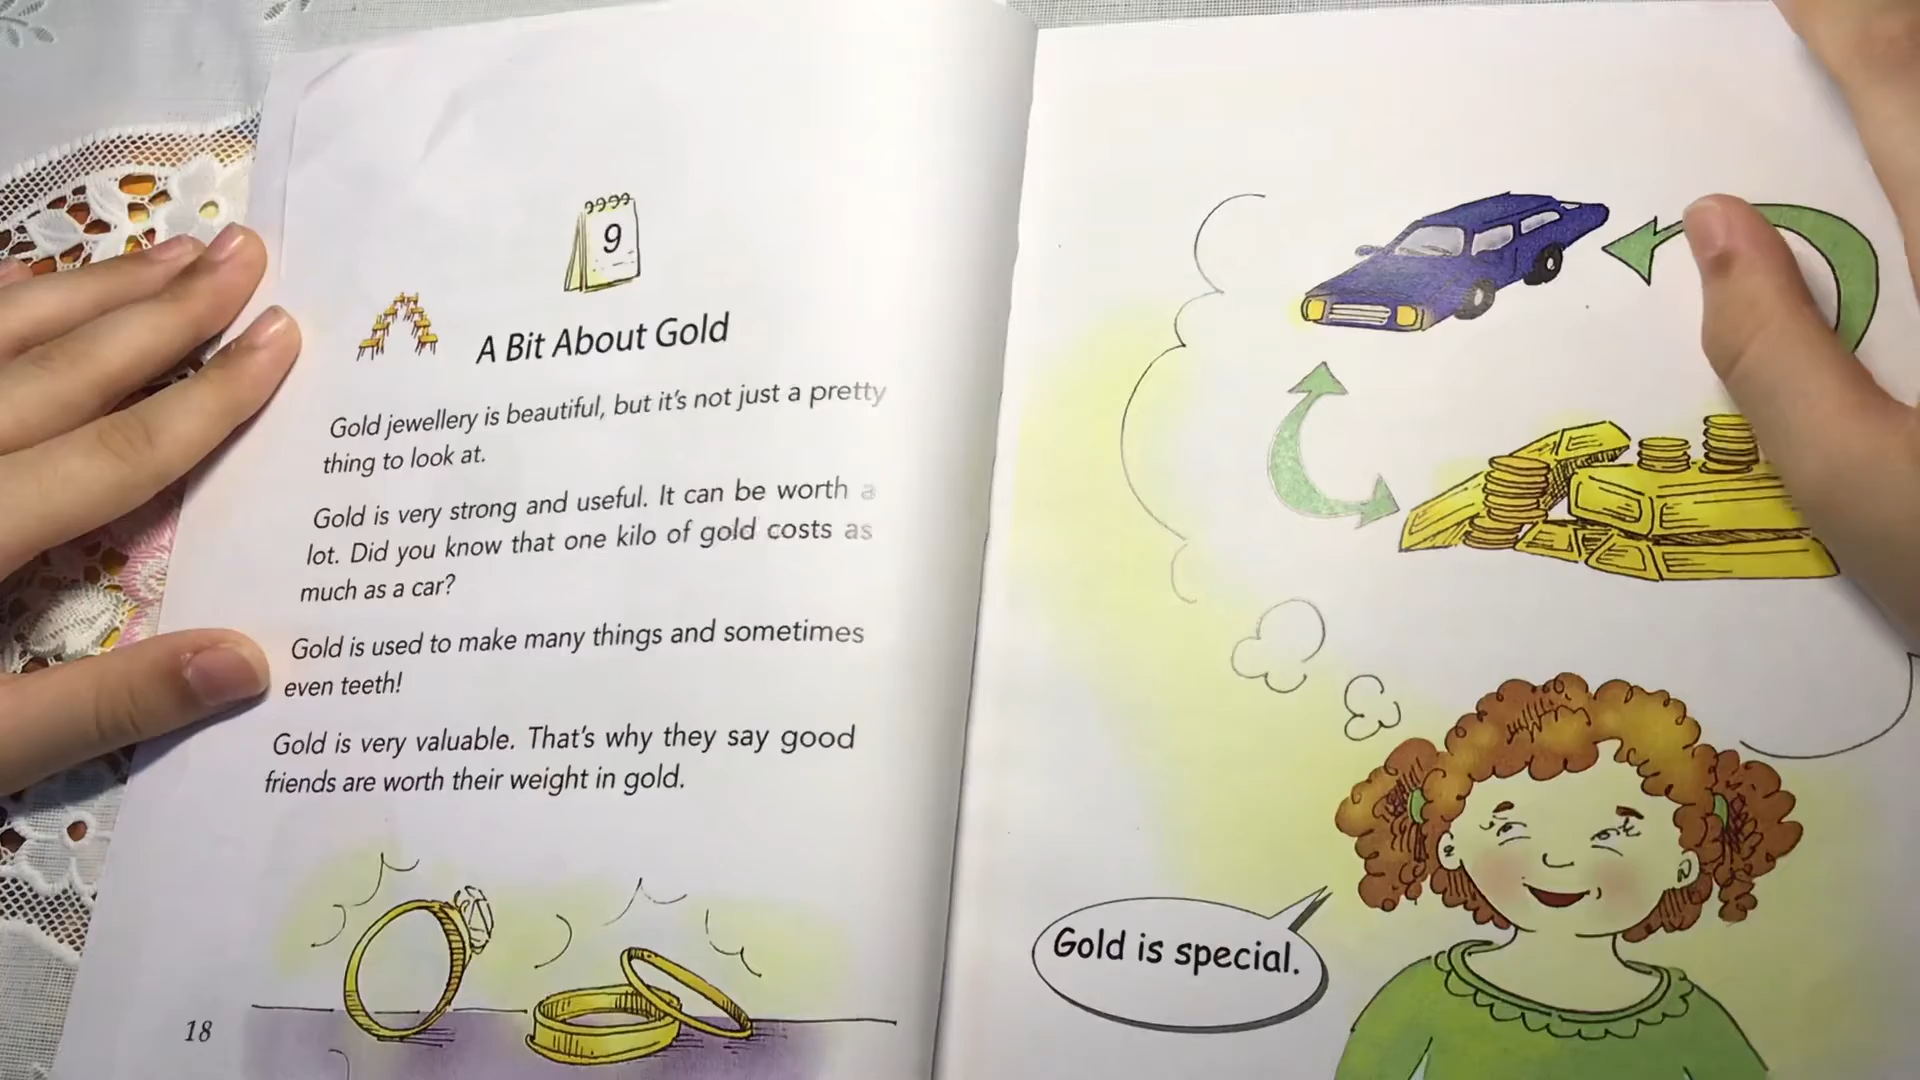 9
A Bit About Gold
Gold jewellery is beautiful, but it's not just a pretty
thing to look at.
Gold is very strong and useful. It can be worth a
lot. Did you know that one kilo of gold costs as
much as a car?
Gold is used to make many things and sometimes
even teeth!
Gold is very valuable. That's why they say good
friends are worth their weight in gold.
18
Gold is special.